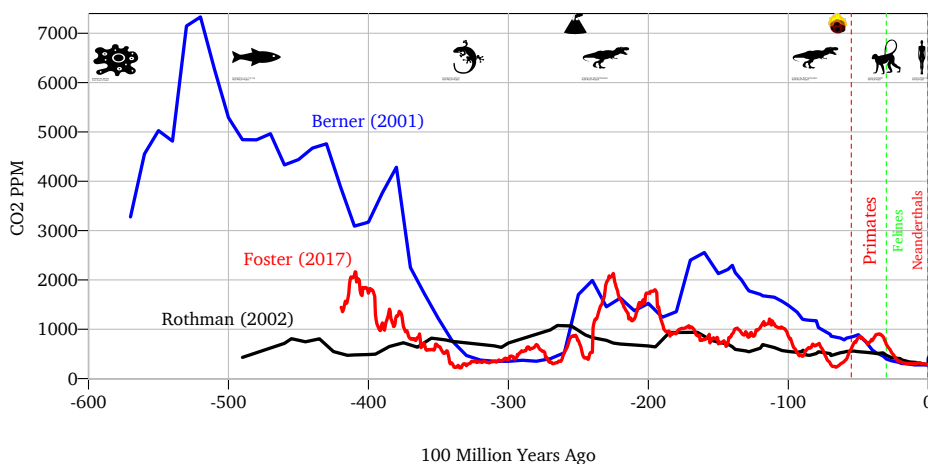 7000
6000
5000
4000
3000
2000
1000
0
CO2 PPM
Berner (2001)
Foster (2017)
Rothman (2002)
Primates
Felines
Neanderthals
-600
-500
-400
-300
-200
-100
0
100 Million Years Ago